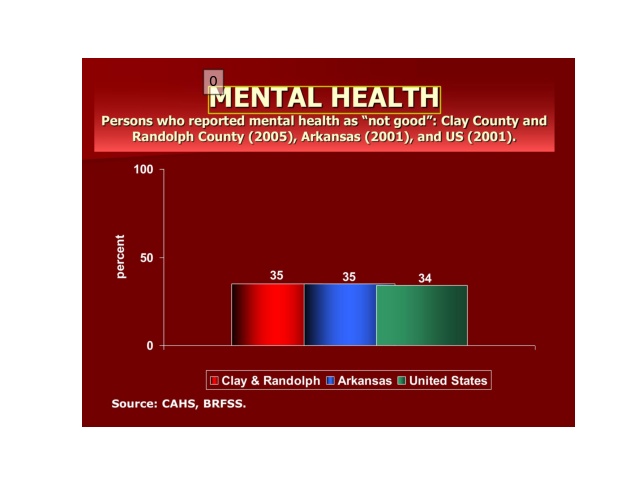 0
MENTAL HEALTH
Persons who reported mental health as “not good”: Clay County and
Randolph County (2005), Arkansas (2001), and US (2001).
100
percent
50
35
35
34
0
Clay & Randolph Arkansas United States
Source: CAHS, BRFSS.